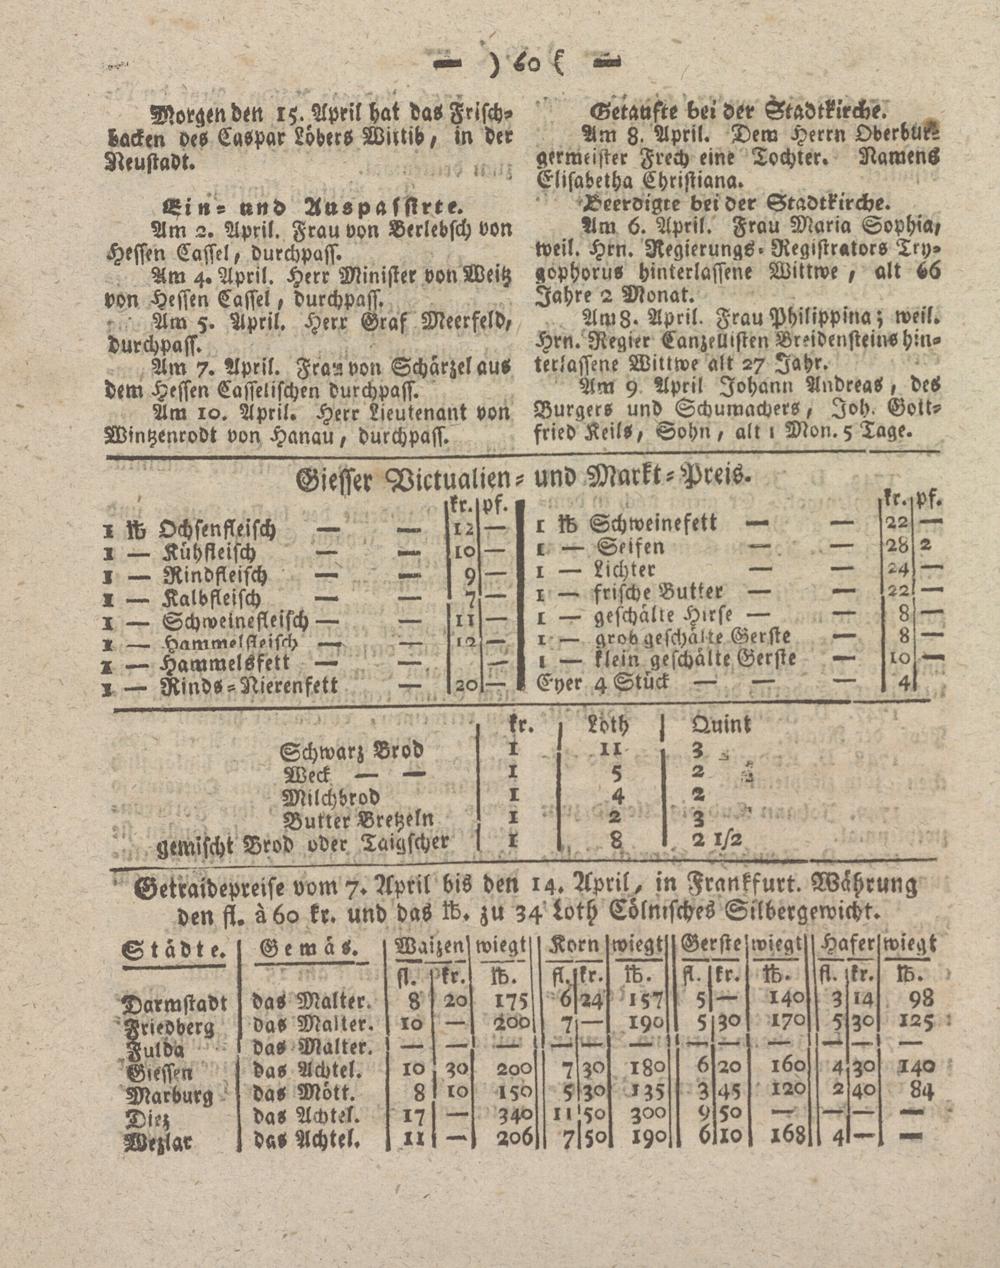 — ) 60 ( —
Morgen den 15. April hat das Frisch-
backen des Caspar Löbers Wittib, in der
Neustadt.
Ein- und Auspassirte.
Am 2. April. Frau von Berlebsch von
Hessen Cassel, durchpass.
Am 4. April. Herr Minister von Weitz
von Hessen Cassel, durchpass.
Am 5. April. Herr Graf Meerfeld,
durchpass.
Am 7. April. Frau von Schärzel aus
dem Hessen Casselischen durchpass.
Am 10. April. Herr Lieutenant von
Wintzenrodt von Hanau, durchpass.
Getaufte bei der Stadtkirche.
Am 8. April. Dem Herrn Oberbür-
germeister Frech eine Tochter. Namens
Elisabetha Christiana.
Beerdigte bei der Stadtkirche.
Am 6. April. Frau Maria Sophia,
weil. Hrn. Regierungs-Registrators Try-
gophorus hinterlassene Wittwe, alt 66
Jahre 2 Monat.
Am 8. April. Frau Philippina; weil.
Hrn. Regier Canzellisten Breidensteins hin-
terlassene Wittwe alt 27 Jahr.
Am 9. April Johann Andreas, des
Burgers und Schumachers, Joh. Gott-
fried Keils, Sohn, alt 1 Mon. 5 Tage.
Giesser Victualien- und Markt-Preis.
kr. pf.
1 ℔ Ochsenfleisch — — 12 —
1 — Kühfleisch — — 10 —
1 — Rindfleisch — — 9 —
1 — Kalbfleisch — — 7 —
1 — Schweinefleisch — — 11 —
1 — Hammelfleisch — — 12 —
1 — Hammelsfett — — —
1 — Rinds-Nierenfett — 20 —
kr. pf.
1 ℔ Schweinefett — — 22 —
1 — Seifen — — 28 2
1 — Lichter — — 24 —
1 — frische Butter — — 22 —
1 — geschälte Hirse — — 8 —
1 — grob geschälte Gerste — 8 —
1 — klein geschälte Gerste — 10 —
Eyer 4 Stück — — — 4
kr. Loth Quint
Schwarz Brod 1 11 3
Weck — — 1 5 2
Milchbrod 1 4 2
Butter Bretzeln 1 2 3
gemischt Brod oder Taigscher 1 8 2 1/2
Getraidepreise vom 7. April bis den 14. April, in Frankfurt. Währung
den fl. à 60 kr. und das ℔. zu 34 Loth Cölnisches Silbergewicht.
Städte. Gemäs. Waizen wiegt Korn wiegt Gerste wiegt Hafer wiegt
fl. kr. ℔. fl. kr. ℔. fl. kr. ℔. fl. kr. ℔.
Darmstadt das Malter. 8 20 175 6 24 157 5 — 140 3 14 98
Friedberg das Malter. 10 — 200 7 — 190 5 30 170 5 30 125
Fulda das Malter. — — — — — — — — — — — —
Giessen das Achtel. 10 30 200 7 30 180 6 20 160 4 30 140
Marburg das Mött. 8 10 150 5 30 135 3 45 120 2 40 84
Diez das Achtel. 17 — 340 11 50 300 9 50 — — — —
Wezlar das Achtel. 11 — 206 7 50 190 6 10 168 4 — —